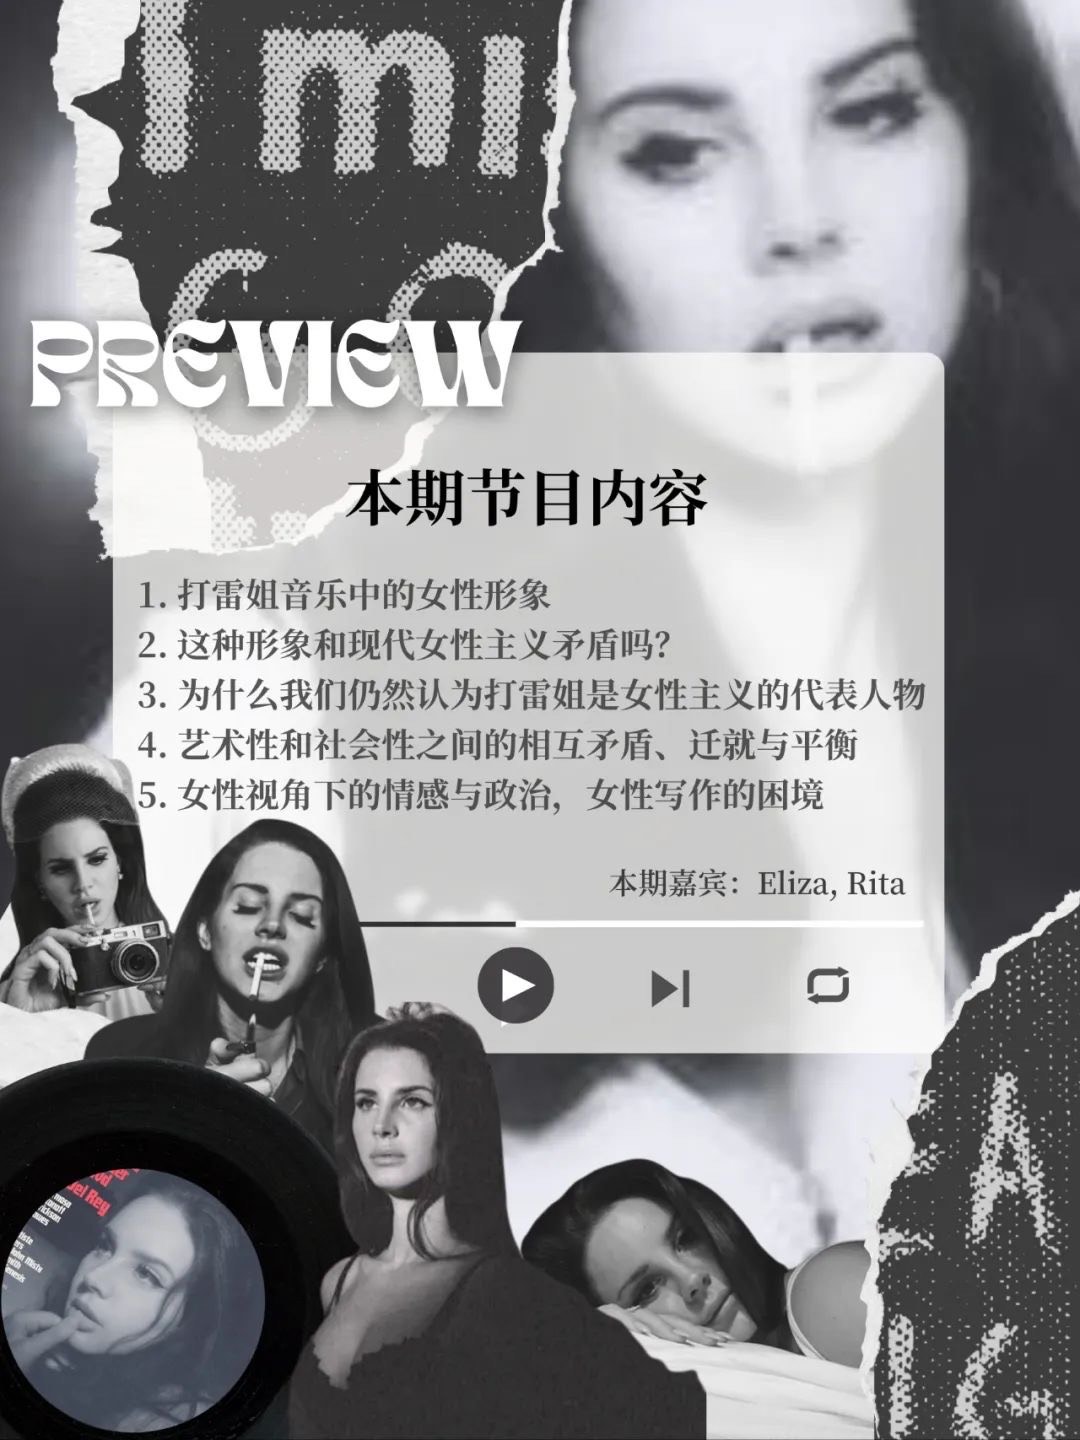 I mi
PREVIEW
本期节目内容
1. 打雷姐音乐中的女性形象
2. 这种形象和现代女性主义矛盾吗？
3. 为什么我们仍然认为打雷姐是女性主义的代表人物
4. 艺术性和社会性之间的相互矛盾、迁就与平衡
5. 女性视角下的情感与政治，女性写作的困境
本期嘉宾：Eliza, Rita
Del Rey
John Misty